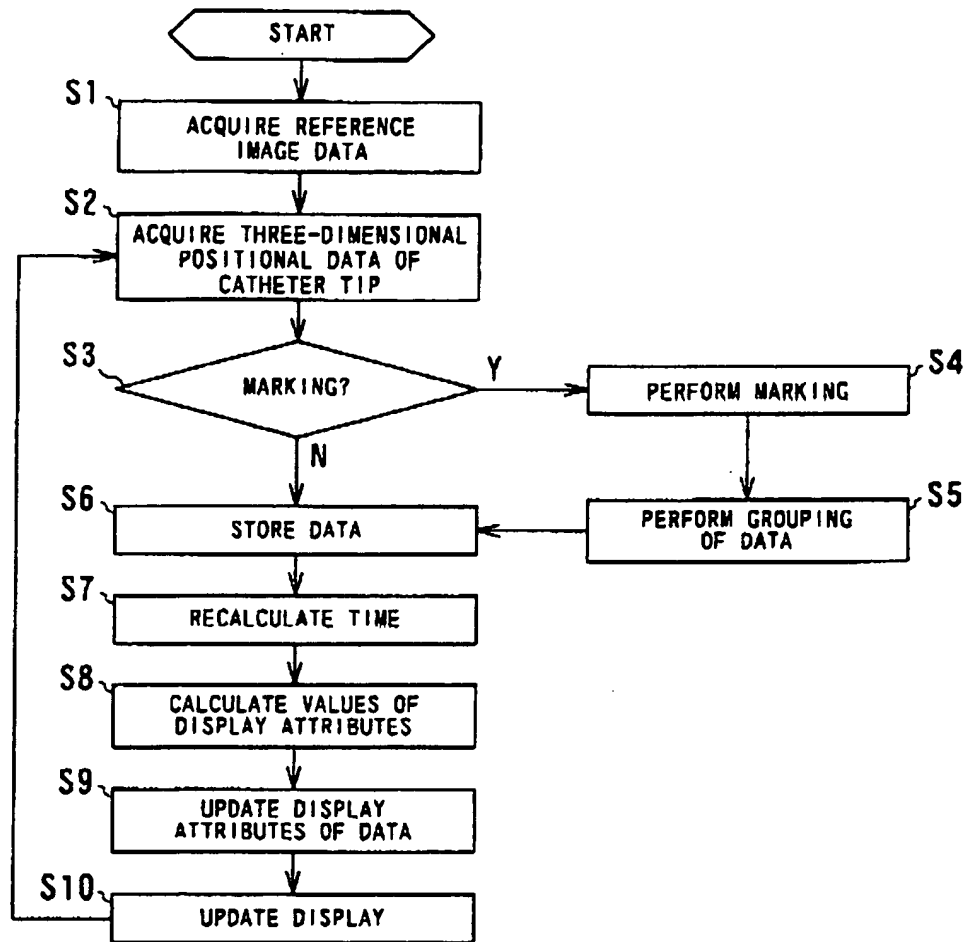 START
S1
ACQUIRE REFERENCE
IMAGE DATA
S2
ACQUIRE THREE-DIMENSIONAL
POSITIONAL DATA OF
CATHETER TIP
S3
MARKING?
Y
S4
PERFORM MARKING
N
S5
PERFORM GROUPING
OF DATA
S6
STORE DATA
S7
RECALCULATE TIME
S8
CALCULATE VALUES OF
DISPLAY ATTRIBUTES
S9
UPDATE DISPLAY
ATTRIBUTES OF DATA
S10
UPDATE DISPLAY